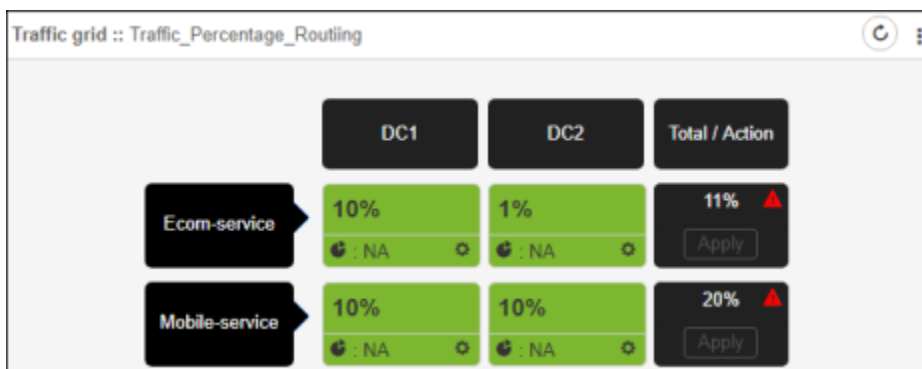 Traffic grid :: Traffic_Percentage_Routiing
DC1 DC2 Total / Action
Ecom-service 10% 1% 11%
: NA : NA Apply
Mobile-service 10% 10% 20%
: NA : NA Apply